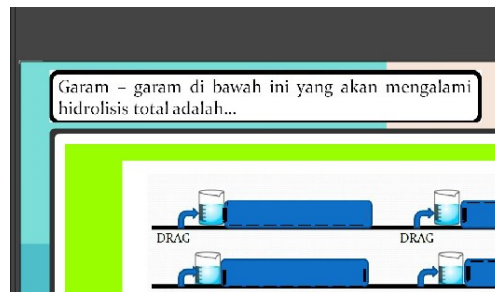 Garam – garam di bawah ini yang akan mengalami
hidrolisis total adalah...
DRAG DRAG